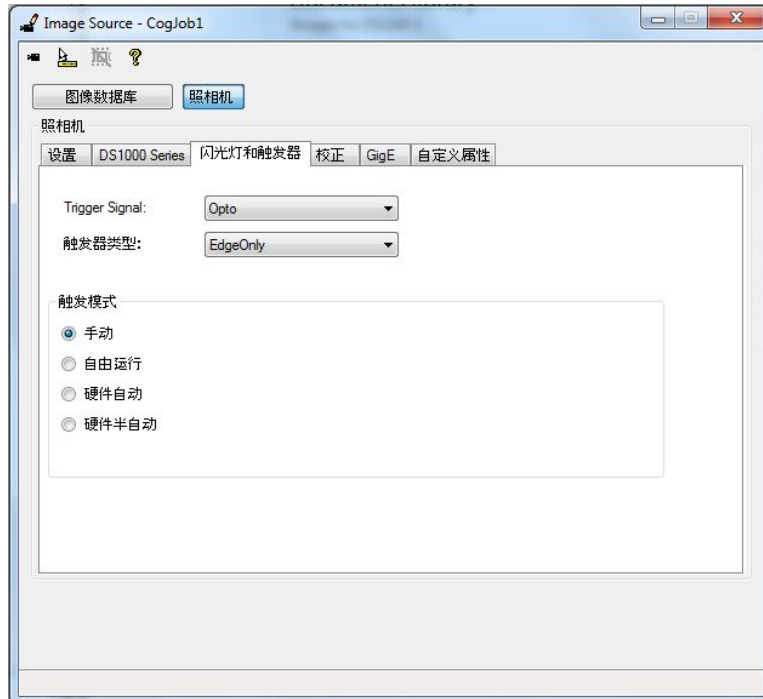 Image Source - CogJob1
图像数据库 照相机
照相机
设置 DS1000 Series 闪光灯和触发器 校正 GigE 自定义属性
Trigger Signal: Opto
触发器类型: EdgeOnly
触发模式
手动
自由运行
硬件自动
硬件半自动